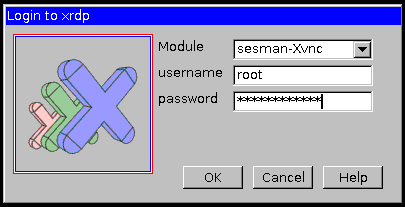 Login to xrdp
Module sesman-Xvnc
username root
password ************
OK Cancel Help